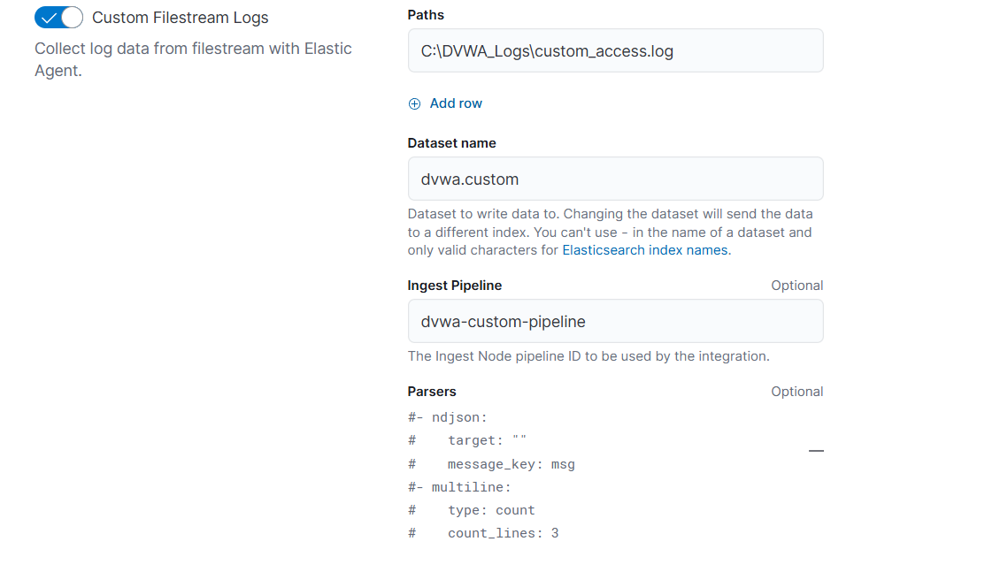 Custom Filestream Logs
Collect log data from filestream with Elastic
Agent.
Paths
C:\DVWA_Logs\custom_access.log
Add row
Dataset name
dvwa.custom
Dataset to write data to. Changing the dataset will send the data
to a different index. You can't use - in the name of a dataset and
only valid characters for Elasticsearch index names.
Ingest Pipeline Optional
dvwa-custom-pipeline
The Ingest Node pipeline ID to be used by the integration.
Parsers Optional
#- ndjson:
#    target: ""
#    message_key: msg
#- multiline:
#    type: count
#    count_lines: 3